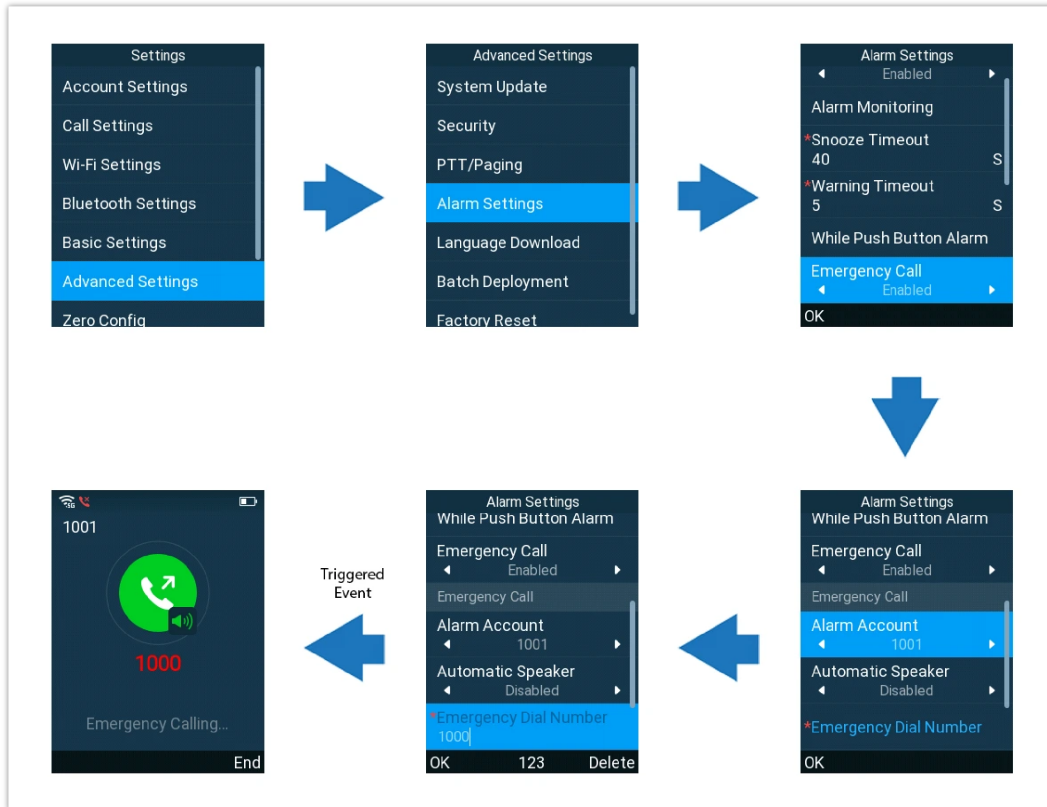 Settings
Account Settings
Call Settings
Wi-Fi Settings
Bluetooth Settings
Basic Settings
Advanced Settings
Zero Config
Advanced Settings
System Update
Security
PTT/Paging
Alarm Settings
Language Download
Batch Deployment
Factory Reset
Alarm Settings
Enabled
Alarm Monitoring
*Snooze Timeout
40 S
*Warning Timeout
5 S
While Push Button Alarm
Emergency Call
Enabled
OK
Alarm Settings
While Push Button Alarm
Emergency Call
Enabled
Emergency Call
Alarm Account
1001
Automatic Speaker
Disabled
*Emergency Dial Number
OK
Alarm Settings
While Push Button Alarm
Emergency Call
Enabled
Emergency Call
Alarm Account
1001
Automatic Speaker
Disabled
*Emergency Dial Number
1000
OK 123 Delete
Triggered
Event
5G
1001
1000
Emergency Calling...
End